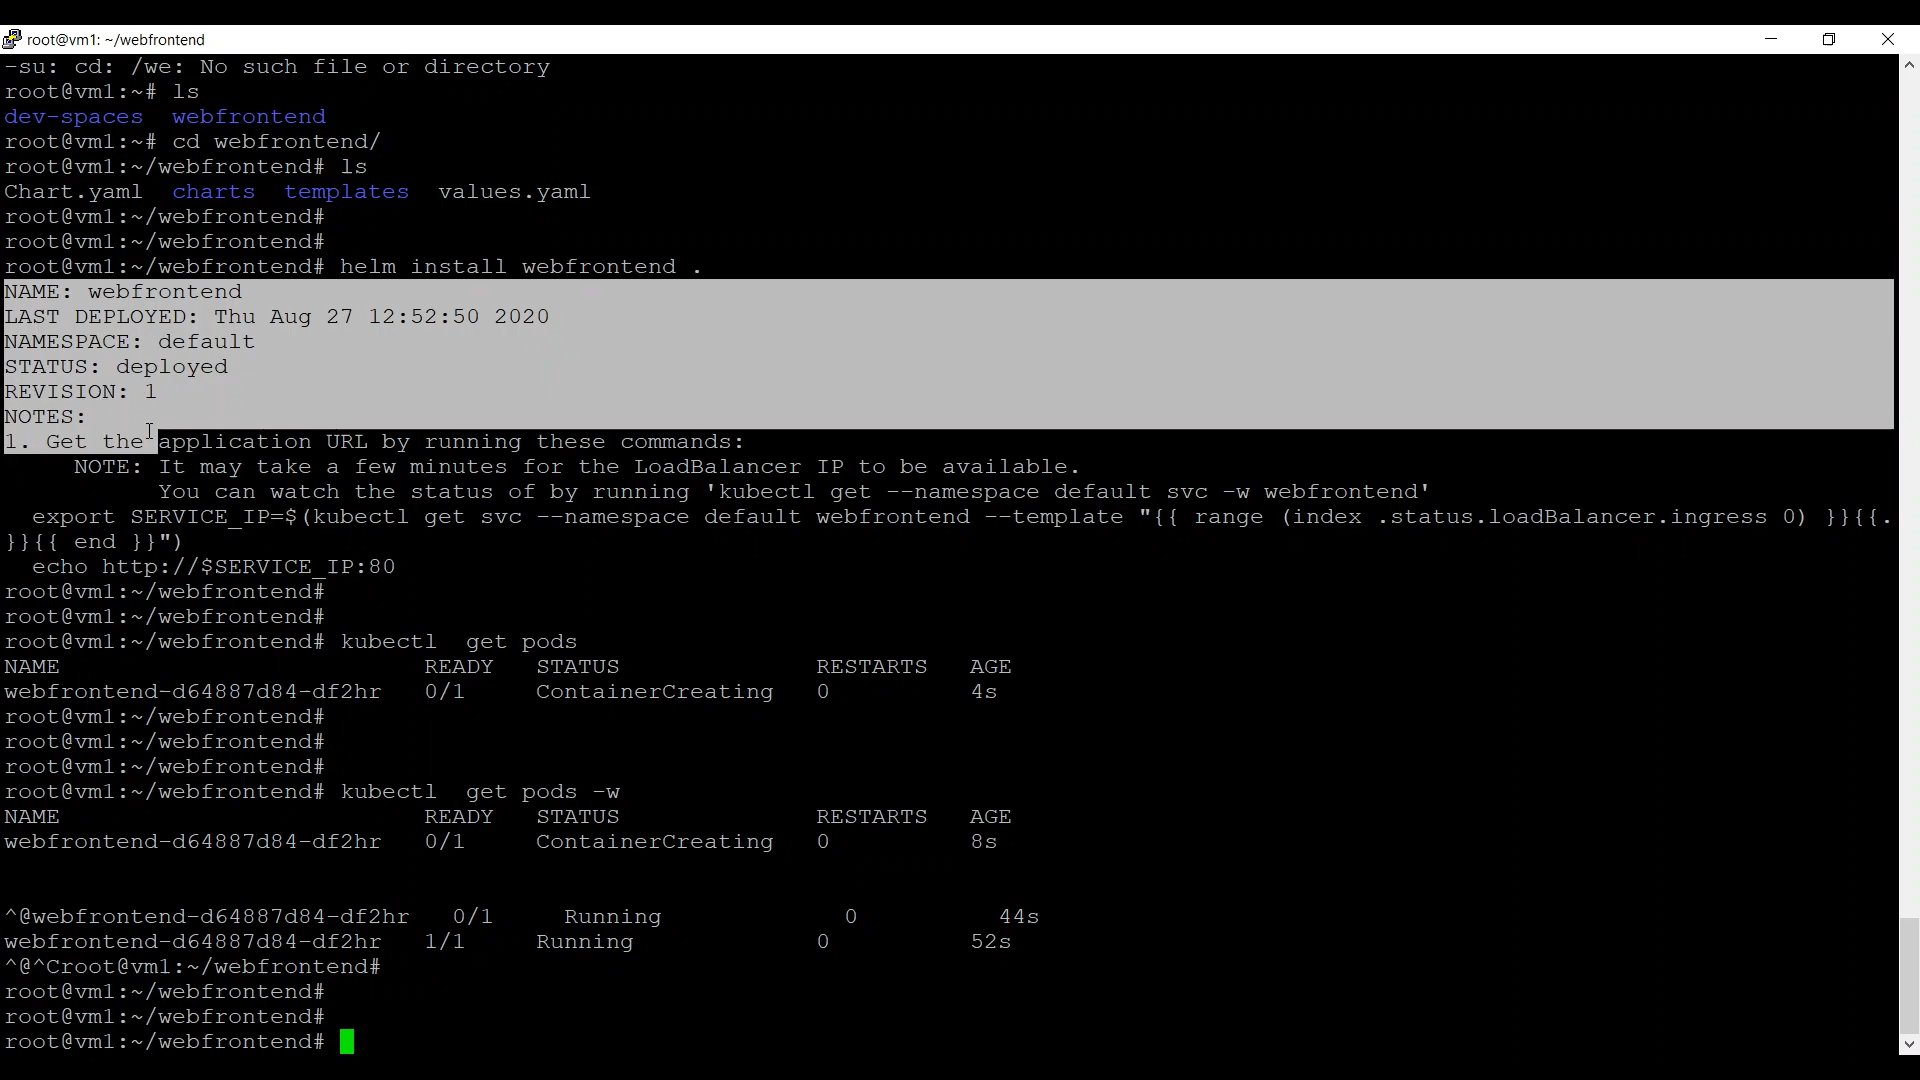 root@vm1: ~/webfrontend
-su: cd: /we: No such file or directory
root@vm1:~# ls
dev-spaces  webfrontend
root@vm1:~# cd webfrontend/
root@vm1:~/webfrontend# ls
Chart.yaml  charts  templates  values.yaml
root@vm1:~/webfrontend#
root@vm1:~/webfrontend#
root@vm1:~/webfrontend# helm install webfrontend .
NAME: webfrontend
LAST DEPLOYED: Thu Aug 27 12:52:50 2020
NAMESPACE: default
STATUS: deployed
REVISION: 1
NOTES:
1. Get the application URL by running these commands:
     NOTE: It may take a few minutes for the LoadBalancer IP to be available.
           You can watch the status of by running 'kubectl get --namespace default svc -w webfrontend'
  export SERVICE_IP=$(kubectl get svc --namespace default webfrontend --template "{{ range (index .status.loadBalancer.ingress 0) }}{{.
}}{{ end }}")
  echo http://$SERVICE_IP:80
root@vm1:~/webfrontend#
root@vm1:~/webfrontend#
root@vm1:~/webfrontend# kubectl  get pods
NAME                          READY   STATUS              RESTARTS   AGE
webfrontend-d64887d84-df2hr   0/1     ContainerCreating   0          4s
root@vm1:~/webfrontend#
root@vm1:~/webfrontend#
root@vm1:~/webfrontend#
root@vm1:~/webfrontend# kubectl  get pods -w
NAME                          READY   STATUS              RESTARTS   AGE
webfrontend-d64887d84-df2hr   0/1     ContainerCreating   0          8s
^@webfrontend-d64887d84-df2hr   0/1     Running             0          44s
webfrontend-d64887d84-df2hr   1/1     Running             0          52s
^@^Croot@vm1:~/webfrontend#
root@vm1:~/webfrontend#
root@vm1:~/webfrontend#
root@vm1:~/webfrontend#